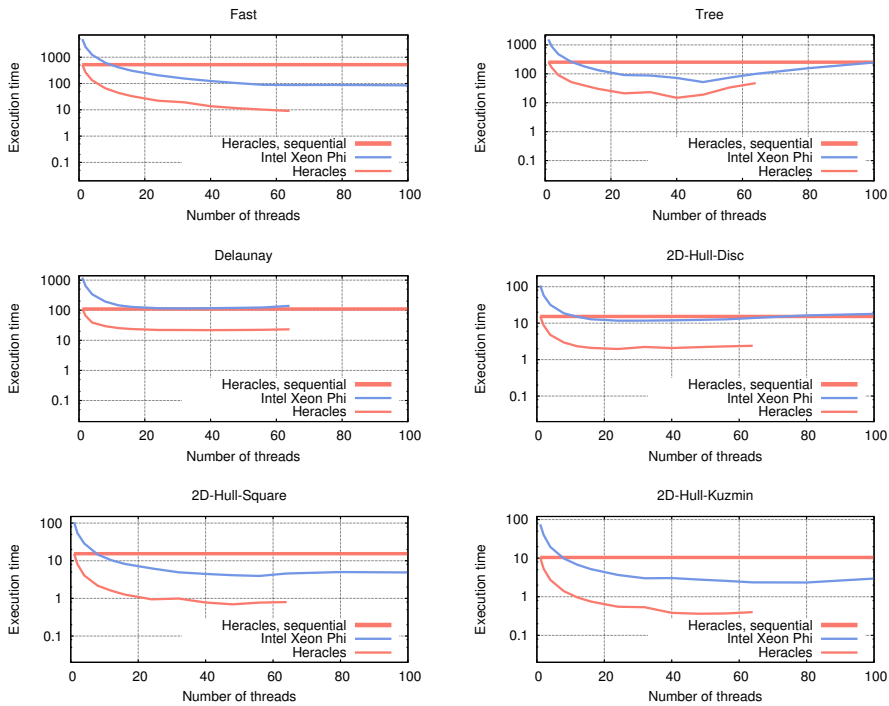 Fast
Execution time
1000
100
10
1
0.1
Heracles, sequential
Intel Xeon Phi
Heracles
0 20 40 60 80 100
Number of threads
Tree
Execution time
1000
100
10
1
0.1
Heracles, sequential
Intel Xeon Phi
Heracles
0 20 40 60 80 100
Number of threads
Delaunay
Execution time
1000
100
10
1
0.1
Heracles, sequential
Intel Xeon Phi
Heracles
0 20 40 60 80 100
Number of threads
2D-Hull-Disc
Execution time
100
10
1
0.1
Heracles, sequential
Intel Xeon Phi
Heracles
0 20 40 60 80 100
Number of threads
2D-Hull-Square
Execution time
100
10
1
0.1
Heracles, sequential
Intel Xeon Phi
Heracles
0 20 40 60 80 100
Number of threads
2D-Hull-Kuzmin
Execution time
100
10
1
0.1
Heracles, sequential
Intel Xeon Phi
Heracles
0 20 40 60 80 100
Number of threads